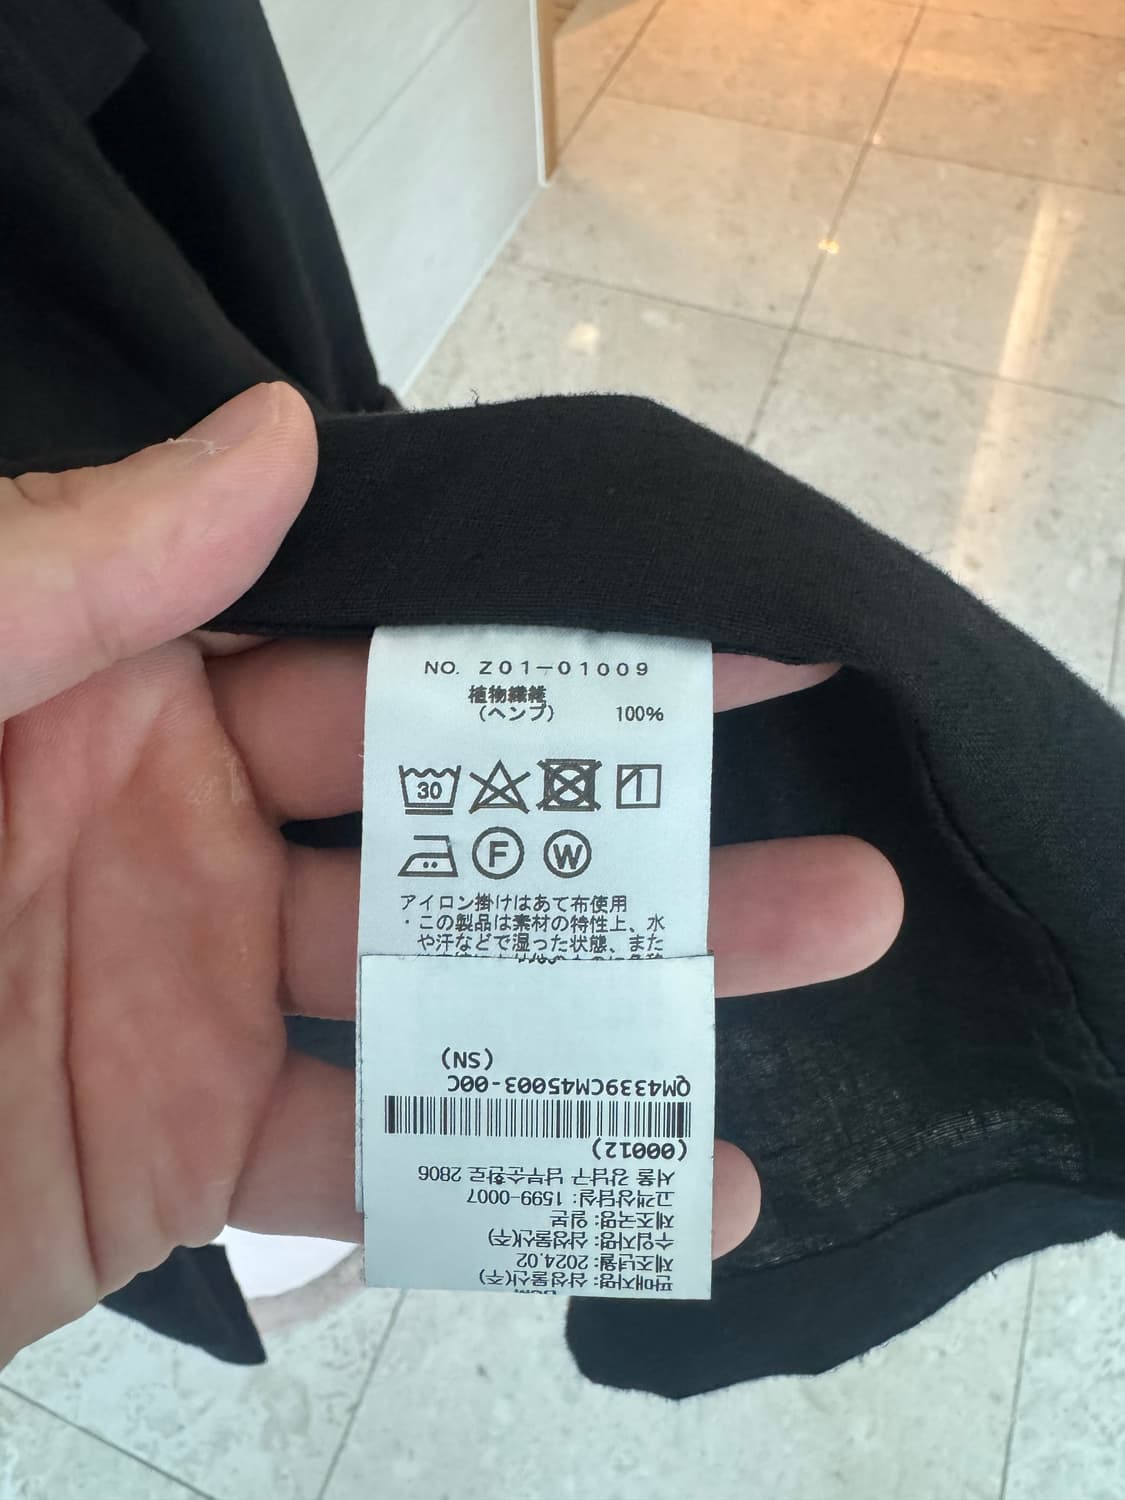 NO. Z01-01009
植物繊維
(ヘンプ) 100%
30
F W
アイロン掛けはあて布使用
・この製品は素材の特性上、水
や汗などで湿った状態、また
판매자명: 삼성물산(주)
제조년월: 2024.02
수입자명: 삼성물산(주)
제조국명: 일본
고객상담실: 1599-0007
서울 강남구 남부순환로 2806
(00012)
QM4339CM45003-00C
(SN)